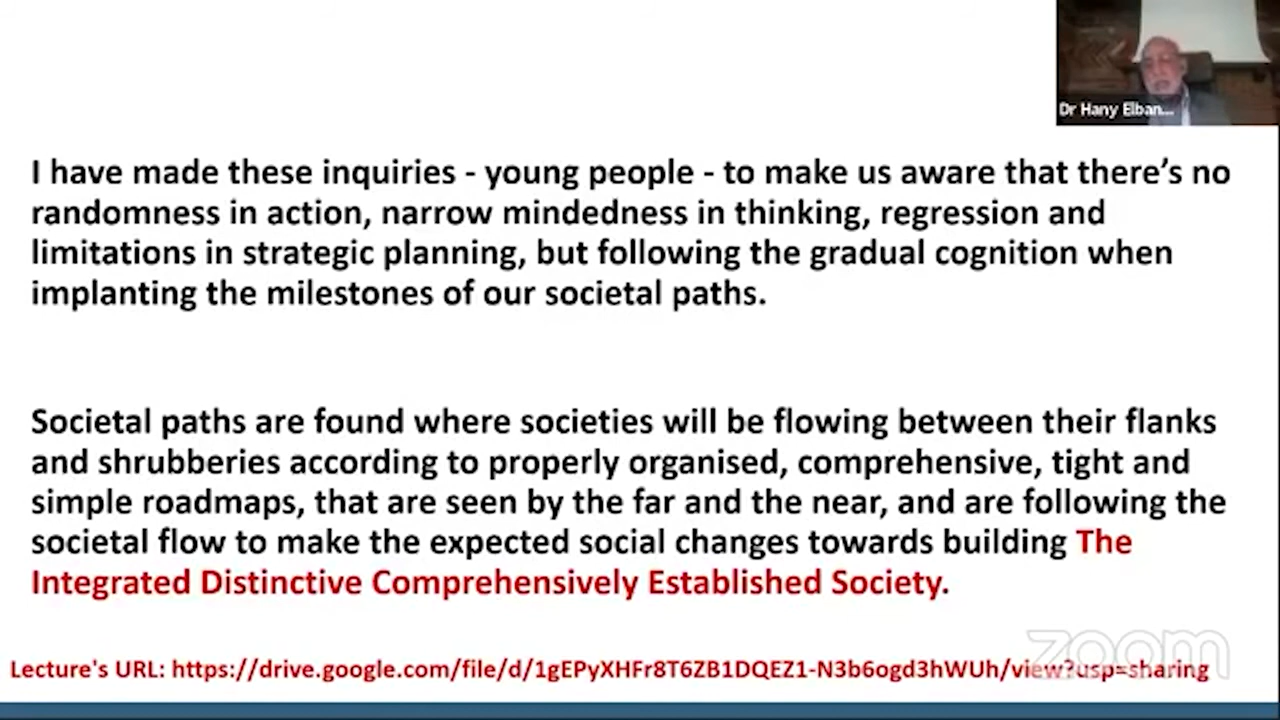 Dr Hany Elban...
I have made these inquiries - young people - to make us aware that there’s no
randomness in action, narrow mindedness in thinking, regression and
limitations in strategic planning, but following the gradual cognition when
implanting the milestones of our societal paths.
Societal paths are found where societies will be flowing between their flanks
and shrubberies according to properly organised, comprehensive, tight and
simple roadmaps, that are seen by the far and the near, and are following the
societal flow to make the expected social changes towards building The
Integrated Distinctive Comprehensively Established Society.
zoom
Lecture's URL: https://drive.google.com/file/d/1gEPyXHFr8T6ZB1DQEZ1-N3b6ogd3hWUh/view?usp=sharing